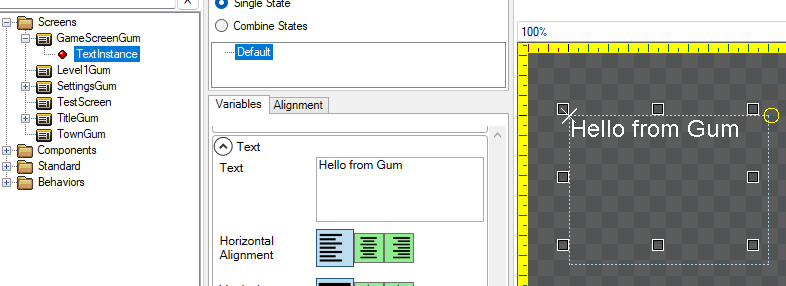 Screens
GameScreenGum
TextInstance
Level1Gum
SettingsGum
TestScreen
TitleGum
TownGum
Components
Standard
Behaviors
Single State
Combine States
Default
Variables
Alignment
Text
Text
Hello from Gum
Horizontal
Alignment
100%
Hello from Gum